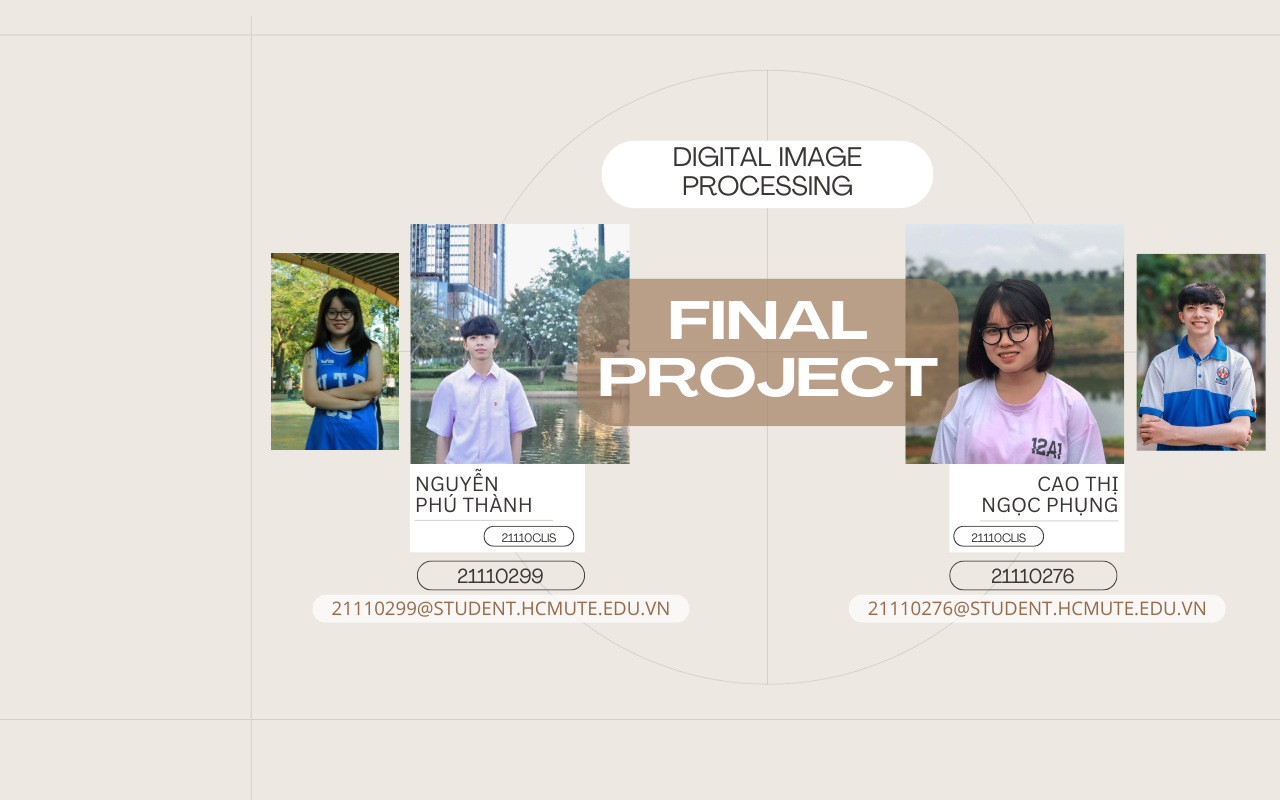 DIGITAL IMAGE
PROCESSING
FINAL
PROJECT
12A1
NGUYỄN
PHÚ THÀNH
21110CLIS
21110299
21110299@STUDENT.HCMUTE.EDU.VN
CAO THỊ
NGỌC PHỤNG
21110CLIS
21110276
21110276@STUDENT.HCMUTE.EDU.VN